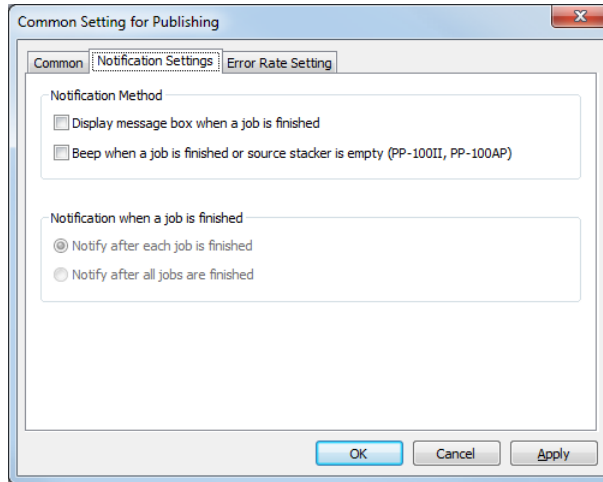 Common Setting for Publishing
Common
Notification Settings
Error Rate Setting
Notification Method
Display message box when a job is finished
Beep when a job is finished or source stacker is empty (PP-100II, PP-100AP)
Notification when a job is finished
Notify after each job is finished
Notify after all jobs are finished
OK
Cancel
Apply